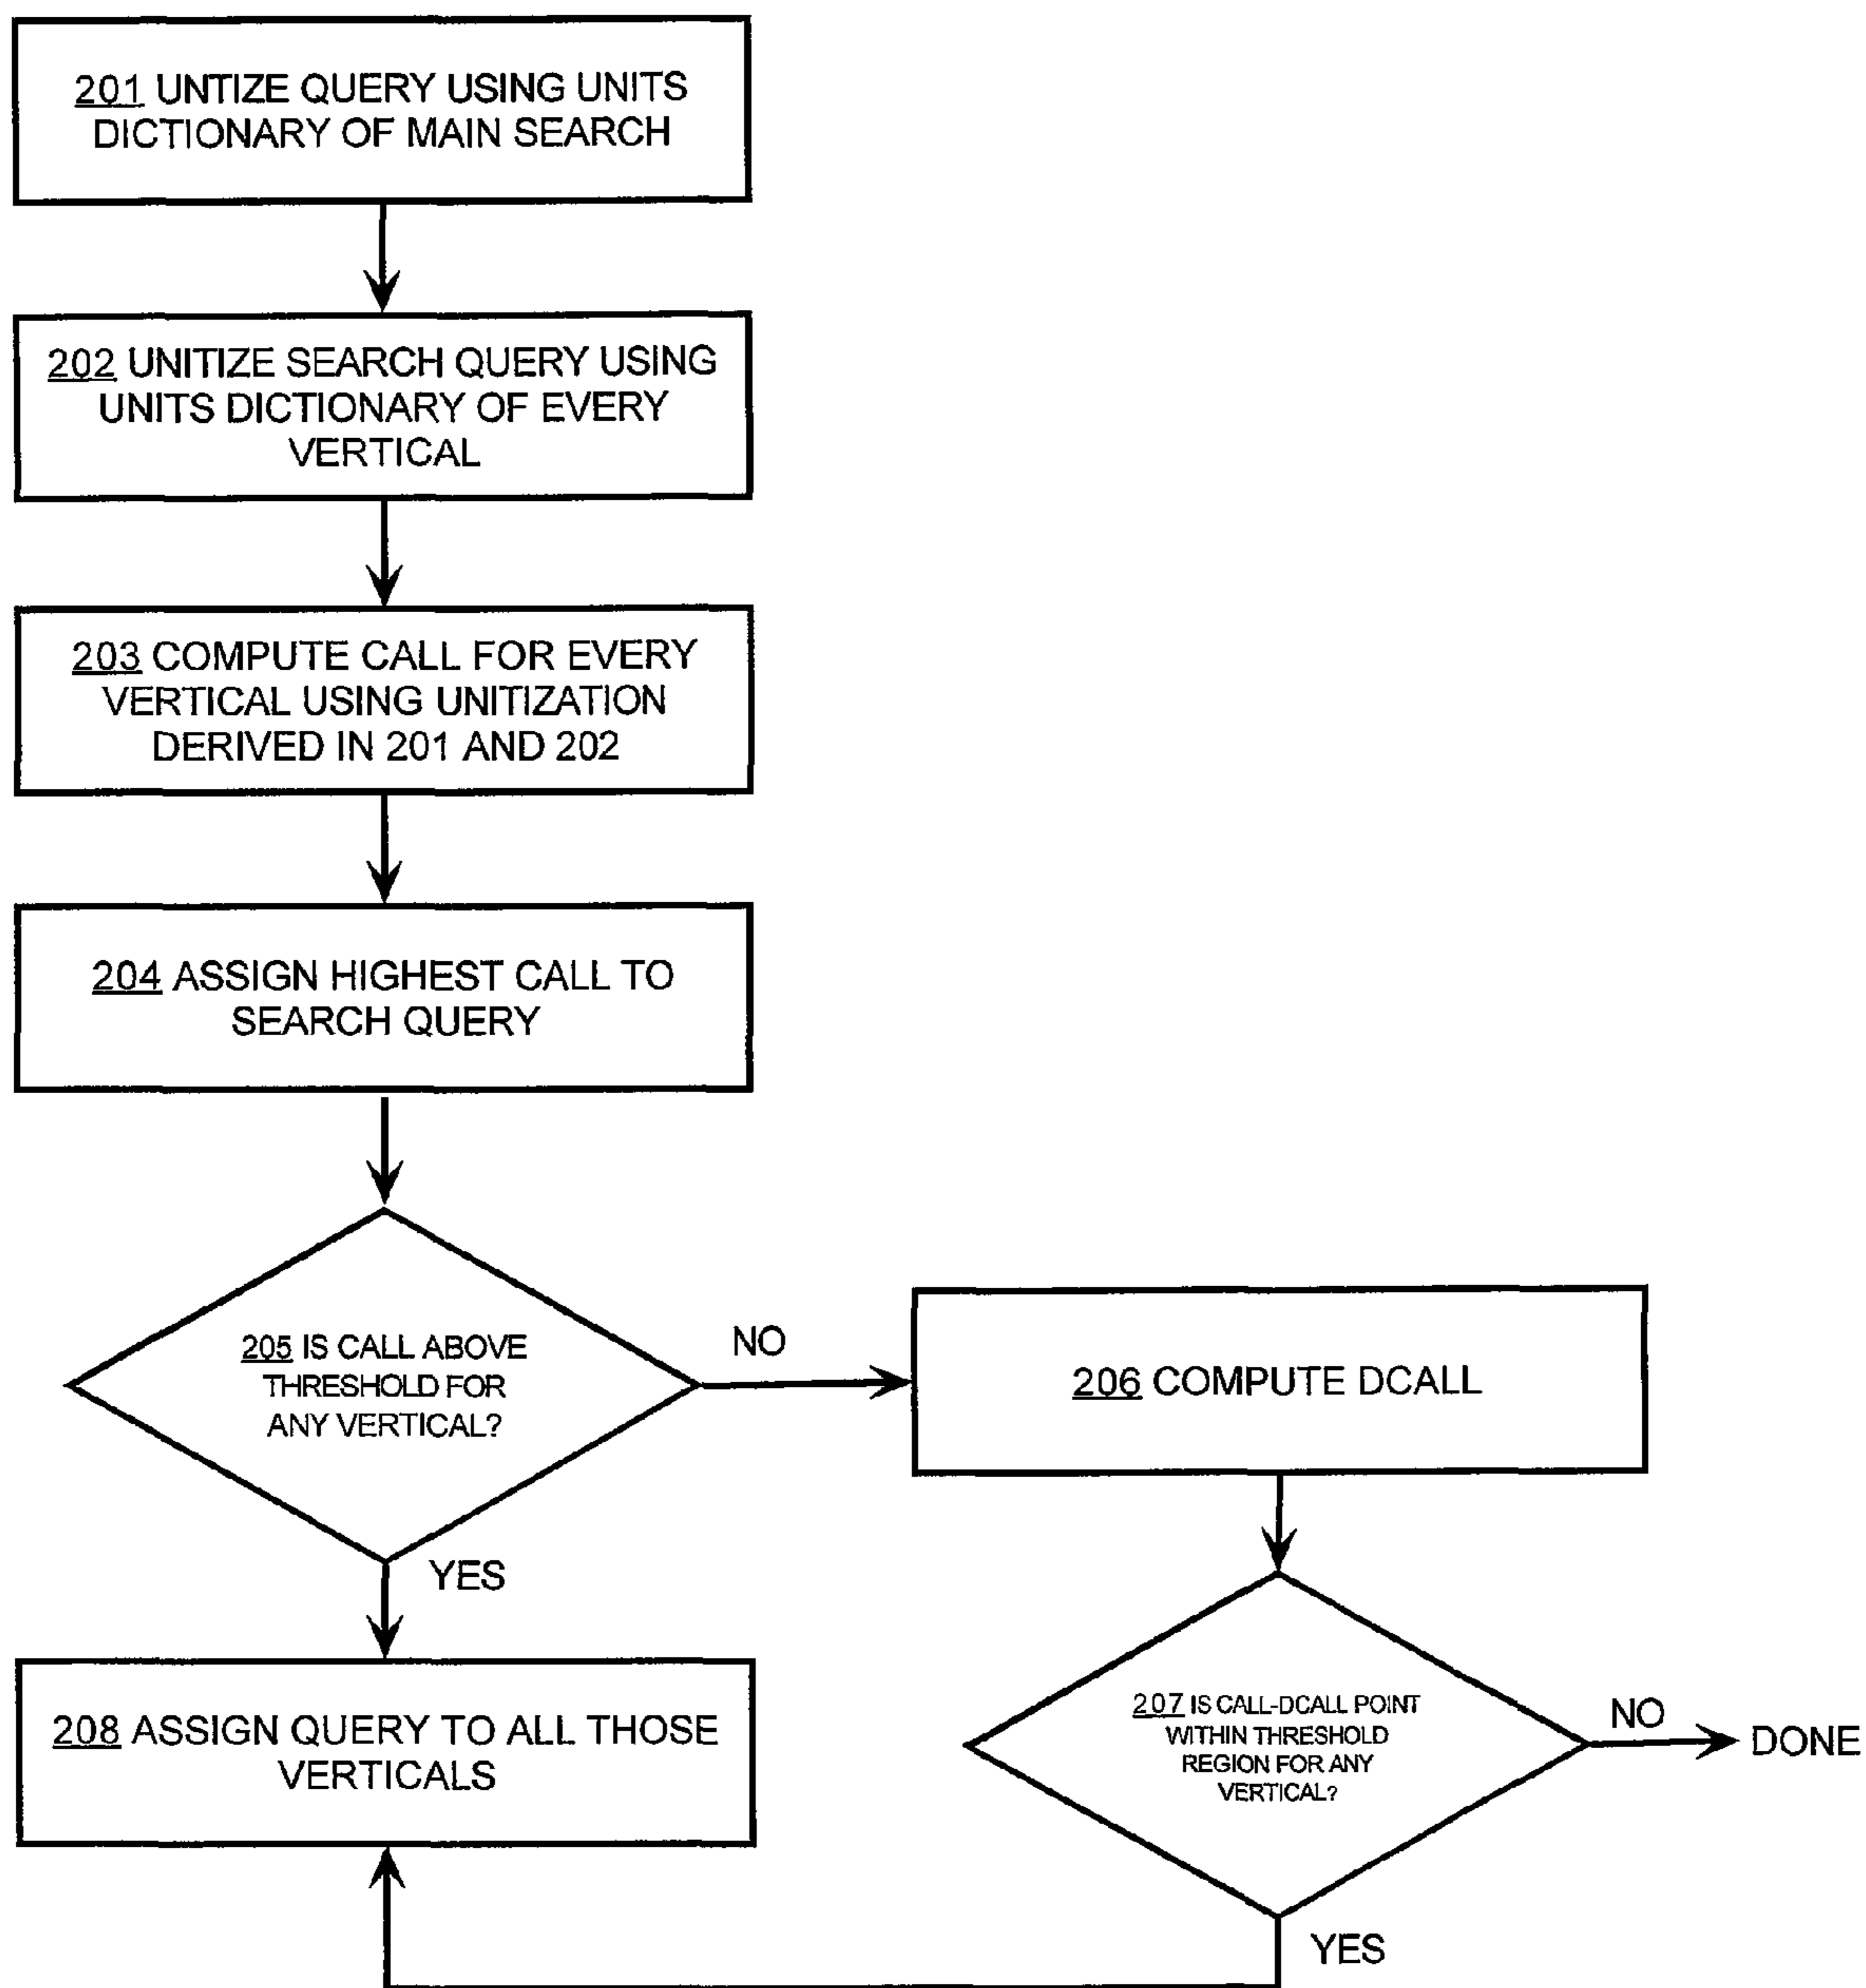 201 UNTIZE QUERY USING UNITS
DICTIONARY OF MAIN SEARCH
202 UNITIZE SEARCH QUERY USING
UNITS DICTIONARY OF EVERY
VERTICAL
203 COMPUTE CALL FOR EVERY
VERTICAL USING UNITIZATION
DERIVED IN 201 AND 202
204 ASSIGN HIGHEST CALL TO
SEARCH QUERY
205 IS CALL ABOVE
THRESHOLD FOR
ANY VERTICAL?
NO
206 COMPUTE DCALL
YES
207 IS CALL-DCALL POINT
WITHIN THRESHOLD
REGION FOR ANY
VERTICAL?
NO
DONE
208 ASSIGN QUERY TO ALL THOSE
VERTICALS
YES